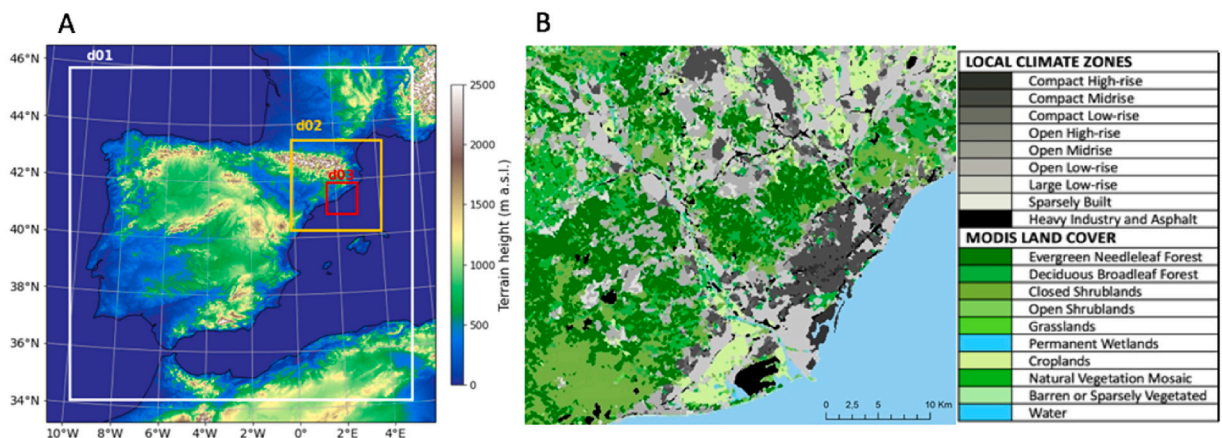 A
B
d01
d02
d03
46°N
44°N
42°N
40°N
38°N
36°N
34°N
10°W
8°W
6°W
4°W
2°W
0°
2°E
4°E
2500
2000
1500
1000
500
0
Terrain height (m a.s.l.)
0
2,5
5
10 Km
LOCAL CLIMATE ZONES
Compact High-rise
Compact Midrise
Compact Low-rise
Open High-rise
Open Midrise
Open Low-rise
Large Low-rise
Sparsely Built
Heavy Industry and Asphalt
MODIS LAND COVER
Evergreen Needleleaf Forest
Deciduous Broadleaf Forest
Closed Shrublands
Open Shrublands
Grasslands
Permanent Wetlands
Croplands
Natural Vegetation Mosaic
Barren or Sparsely Vegetated
Water